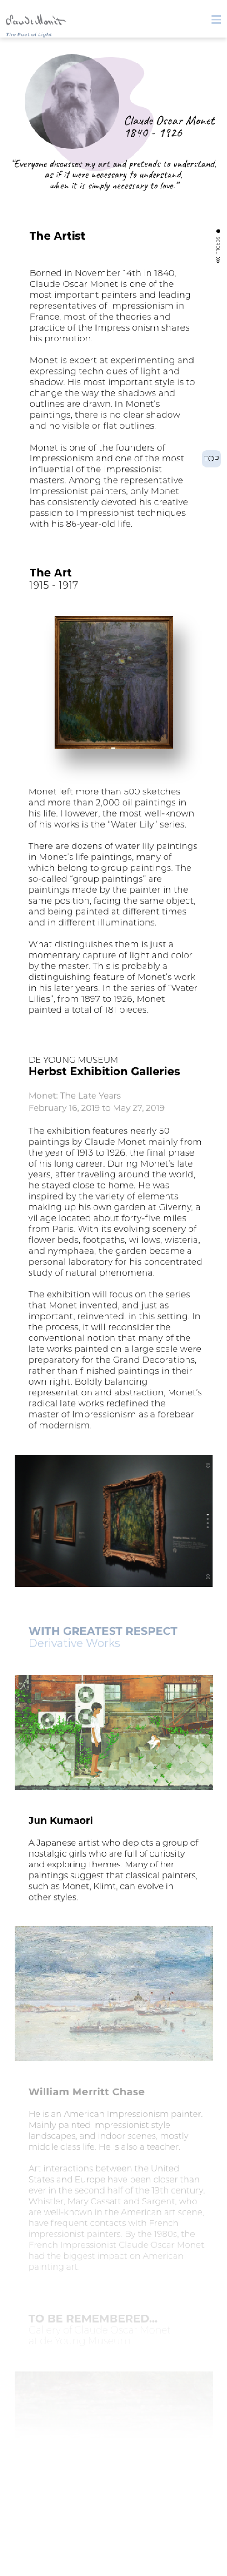 Claude Monet
The Poet of Light
Claude Oscar Monet
1840 - 1926
“Everyone discusses my art and pretends to understand,
as if it were necessary to understand,
when it is simply necessary to love.”
The Artist
SCROLL
Borned in November 14th in 1840,
Claude Oscar Monet is one of the
most important painters and leading
representatives of Impressionism in
France, most of the theories and
practice of the Impressionism shares
his promotion.
Monet is expert at experimenting and
expressing techniques of light and
shadow. His most important style is to
change the way the shadows and
outlines are drawn. In Monet’s
paintings, there is no clear shadow
and no visible or flat outlines.
Monet is one of the founders of
Impressionism and one of the most
influential of the Impressionist
masters. Among the representative
Impressionist painters, only Monet
has consistently devoted his creative
passion to Impressionist techniques
with his 86-year-old life.
TOP
The Art
1915 - 1917
Monet left more than 500 sketches
and more than 2,000 oil paintings in
his life. However, the most well-known
of his works is the “Water Lily” series.
There are dozens of water lily paintings
in Monet’s life paintings, many of
which belong to group paintings. The
so-called “group paintings” are
paintings made by the painter in the
same position, facing the same object,
and being painted at different times
and in different illuminations.
What distinguishes them is just a
momentary capture of light and color
by the master. This is probably a
distinguishing feature of Monet’s work
in his later years. In the series of “Water
Lilies”, from 1897 to 1926, Monet
painted a total of 181 pieces.
DE YOUNG MUSEUM
Herbst Exhibition Galleries
Monet: The Late Years
February 16, 2019 to May 27, 2019
The exhibition features nearly 50
paintings by Claude Monet mainly from
the year of 1913 to 1926, the final phase
of his long career. During Monet’s late
years, after traveling around the world,
he stayed close to home. He was
inspired by the variety of elements
making up his own garden at Giverny, a
village located about forty-five miles
from Paris. With its evolving scenery of
flower beds, footpaths, willows, wisteria,
and nymphaea, the garden became a
personal laboratory for his concentrated
study of natural phenomena.
The exhibition will focus on the series
that Monet invented, and just as
important, reinvented, in this setting. In
the process, it will reconsider the
conventional notion that many of the
late works painted on a large scale were
preparatory for the Grand Decorations,
rather than finished paintings in their
own right. Boldly balancing
representation and abstraction, Monet’s
radical late works redefined the
master of Impressionism as a forebear
of modernism.
WITH GREATEST RESPECT
Derivative Works
Jun Kumaori
A Japanese artist who depicts a group of
nostalgic girls who are full of curiosity
and exploring themes. Many of her
paintings suggest that classical painters,
such as Monet, Klimt, can evolve in
other styles.
William Merritt Chase
He is an American Impressionism painter.
Mainly painted impressionist style
landscapes, and indoor scenes, mostly
middle class life. He is also a teacher.
Art interactions between the United
States and Europe have been closer than
ever in the second half of the 19th century.
Whistler, Mary Cassatt and Sargent, who
are well-known in the American art scene,
have frequent contacts with French
impressionist painters. By the 1980s, the
French Impressionist Claude Oscar Monet
had the biggest impact on American
painting art.
TO BE REMEMBERED...